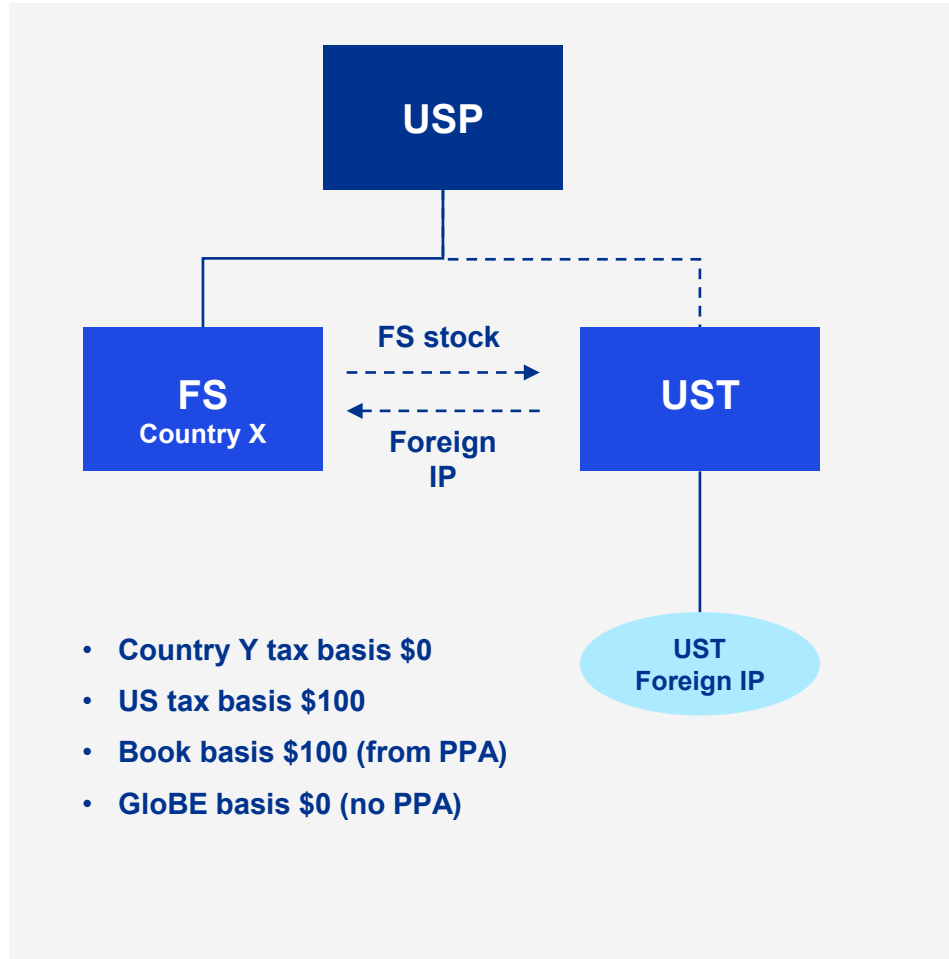 USP
FS stock
FS
Country X
UST
Foreign
IP
• Country Y tax basis $0
• US tax basis $100
• Book basis $100 (from PPA)
• GloBE basis $0 (no PPA)
UST
Foreign IP